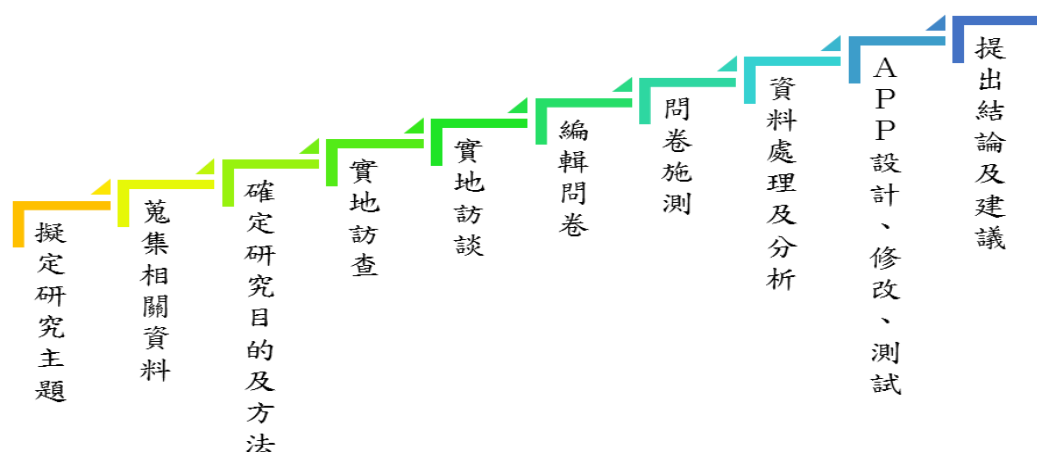 擬定研究主題
蒐集相關資料
確定研究目的及方法
實地訪查
實地訪談
編輯問卷
問卷施測
資料處理及分析
APP設計、修改、測試
提出結論及建議